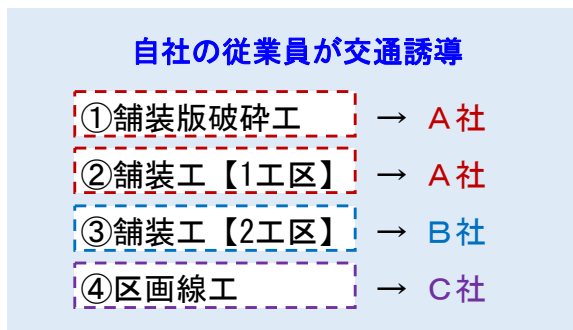 自社の従業員が交通誘導
①舗装版破砕工 → Ａ社
②舗装工【1工区】 → Ａ社
③舗装工【2工区】 → Ｂ社
④区画線工 → Ｃ社